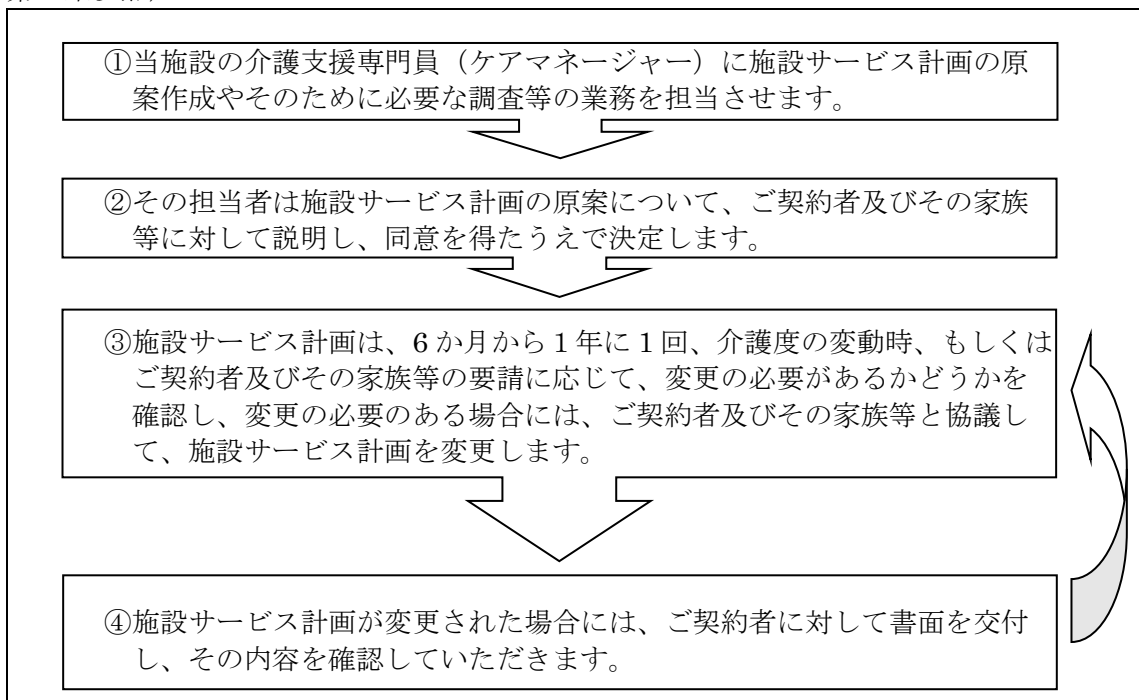 ①当施設の介護支援専門員（ケアマネージャー）に施設サービス計画の原
案作成やそのために必要な調査等の業務を担当させます。
②その担当者は施設サービス計画の原案について、ご契約者及びその家族
等に対して説明し、同意を得たうえで決定します。
③施設サービス計画は、6か月から1年に1回、介護度の変動時、もしくは
ご契約者及びその家族等の要請に応じて、変更の必要があるかどうかを
確認し、変更の必要のある場合には、ご契約者及びその家族等と協議し
て、施設サービス計画を変更します。
④施設サービス計画が変更された場合には、ご契約者に対して書面を交付
し、その内容を確認していただきます。